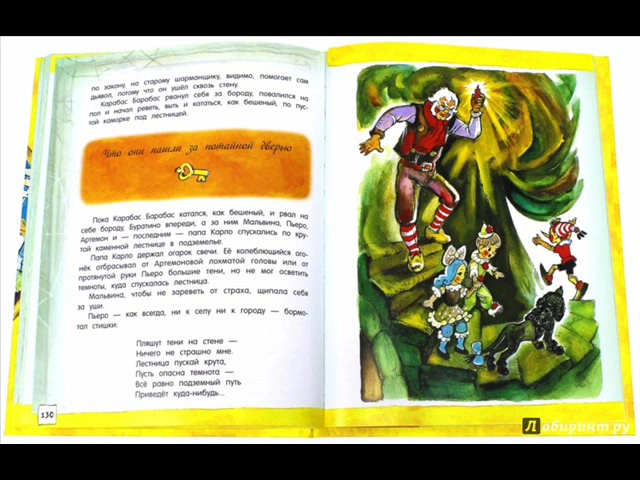 по закону, но старому шарманщику, видимо, помогает сам
дьявол, потому что он ушёл сквозь стену.
Карабас Барабас рванул себя за бороду, повалился на
пол и начал реветь, выть и кататься, как бешеный, по пус-
той каморке под лестницей.
Что они нашли за потайной дверью
Пока Карабас Барабас катался, как бешеный, и рвал на
себе бороду, Буратино впереди, а за ним Мальвина, Пьеро,
Артемон и — последним — папа Карло спускались по кру-
той каменной лестнице в подземелье.
Папа Карло держал огарок свечи. Её колеблющийся ого-
нёк отбрасывал от Артемоновой лохматой головы или от
протянутой руки Пьеро большие тени, но не мог осветить
темноты, куда спускалась лестница.
Мальвина, чтобы не зареветь от страха, щипала себя
за уши.
Пьеро — как всегда, ни к селу ни к городу — бормо-
тал стишки:
Пляшут тени на стене —
Ничего не страшно мне.
Лестница пускай крута,
Пусть опасна темнота —
Всё равно подземный путь
Приведёт куда-нибудь...
130
Лабиринт.ру